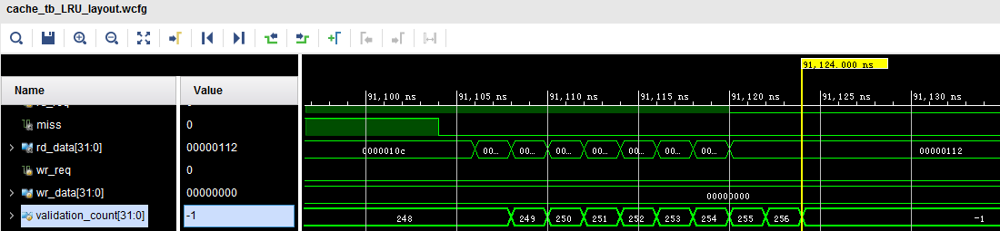 cache_tb_LRU_layout.wcfg
91,124.000 ns
Name Value
91,100 ns 91,105 ns 91,110 ns 91,115 ns 91,120 ns 91,125 ns 91,130 ns
miss 0
rd_data[31:0] 00000112 0000010c 00... 00... 00... 00... 00... 00... 00... 00000112
wr_req 0
wr_data[31:0] 00000000 00000000
validation_count[31:0] -1 248 249 250 251 252 253 254 255 256 -1